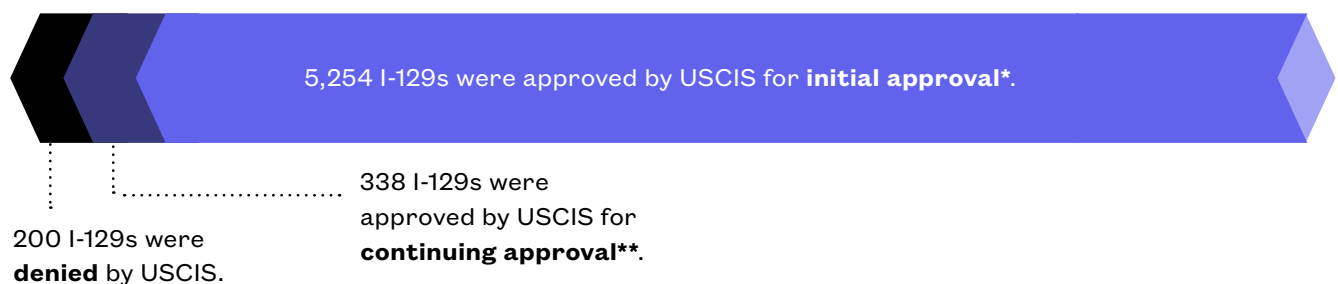 5,254 I-129s were approved by USCIS for initial approval*.
338 I-129s were
approved by USCIS for
continuing approval**.
200 I-129s were
denied by USCIS.